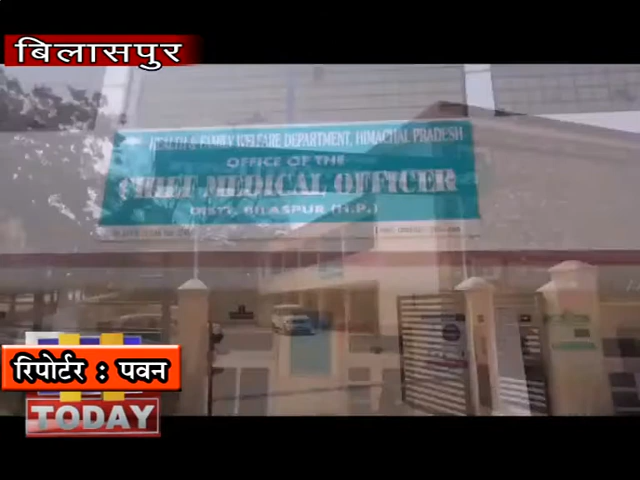 बिलासपुर
HEALTH & FAMILY WELFARE DEPARTMENT, HIMACHAL PRADESH
OFFICE OF THE
CHIEF MEDICAL OFFICER
DISTT. BILASPUR (H.P.)
रिपोर्टर : पवन
TODAY